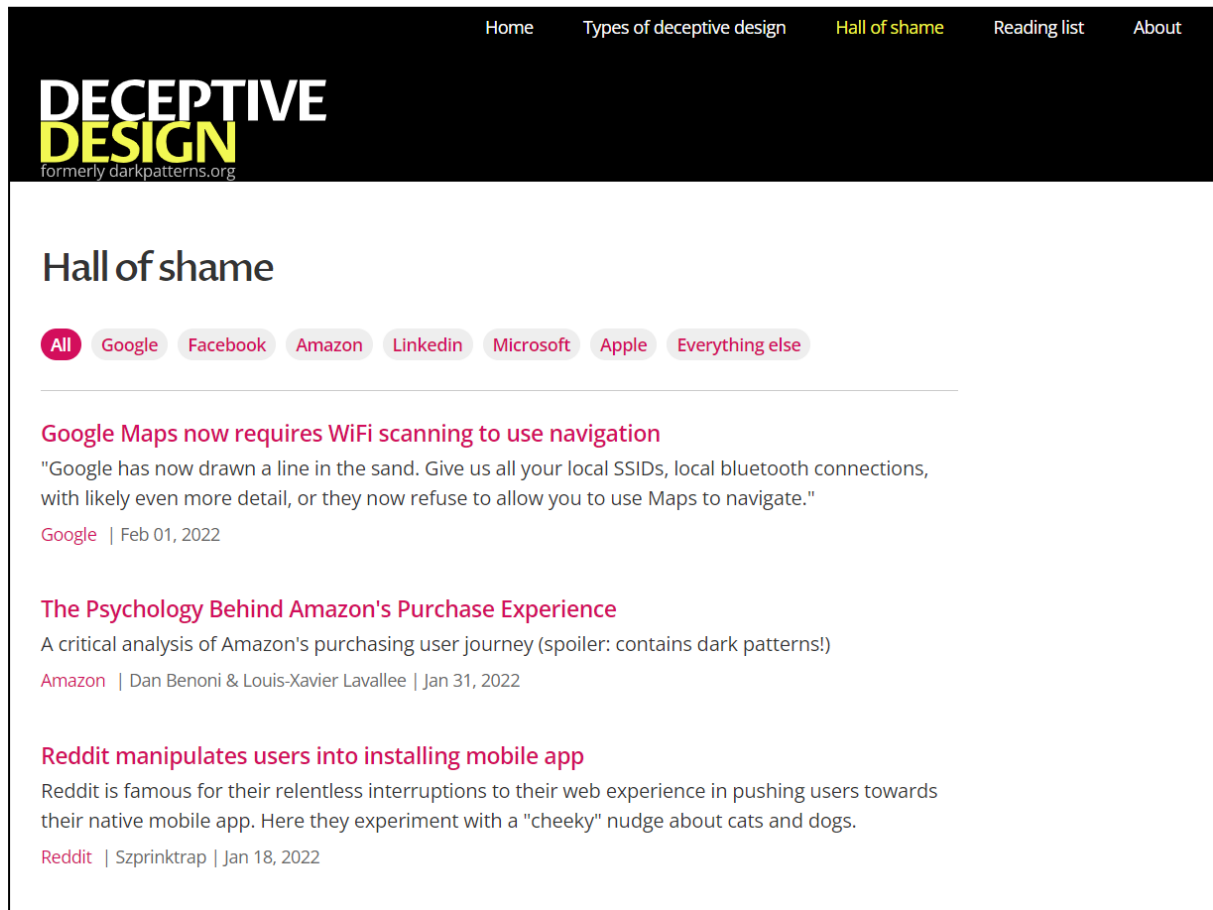 Home Types of deceptive design Hall of shame Reading list About
DECEPTIVE
DESIGN
formerly darkpatterns.org
Hall of shame
All Google Facebook Amazon Linkedin Microsoft Apple Everything else
Google Maps now requires WiFi scanning to use navigation
"Google has now drawn a line in the sand. Give us all your local SSIDs, local bluetooth connections,
with likely even more detail, or they now refuse to allow you to use Maps to navigate."
Google | Feb 01, 2022
The Psychology Behind Amazon's Purchase Experience
A critical analysis of Amazon's purchasing user journey (spoiler: contains dark patterns!)
Amazon | Dan Benoni & Louis-Xavier Lavallee | Jan 31, 2022
Reddit manipulates users into installing mobile app
Reddit is famous for their relentless interruptions to their web experience in pushing users towards
their native mobile app. Here they experiment with a "cheeky" nudge about cats and dogs.
Reddit | Szprinktrap | Jan 18, 2022